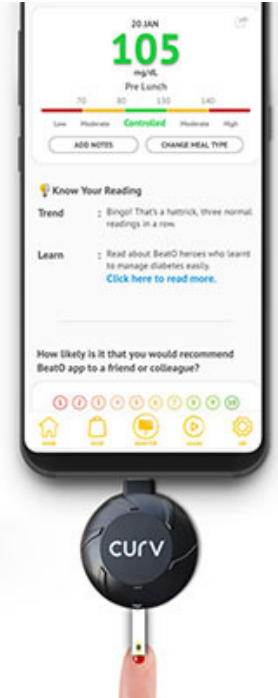 20 JAN
105
mg/dL
Pre Lunch
70 80 130 140
Low Moderate Controlled Moderate High
ADD NOTES CHANGE MEAL TYPE
Know Your Reading
Trend : Bingo! That's a hattrick, three normal
readings in a row.
Learn : Read about BeatO heroes who learnt
to manage diabetes easily.
Click here to read more.
How likely is it that you would recommend
BeatO app to a friend or colleague?
1 2 3 4 5 6 7 8 9 10
curv